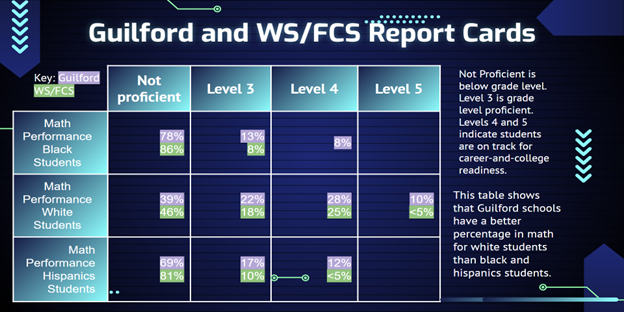 Guilford and WS/FCS Report Cards
Key: Guilford
WS/FCS
Not
proficient
Level 3
Level 4
Level 5
Math
Performance
Black
Students
78%
86%
13%
8%
8%
Math
Performance
White
Students
39%
46%
22%
18%
28%
25%
10%
<5%
Math
Performance
Hispanics
Students
69%
81%
17%
10%
12%
<5%
Not Proficient is
below grade level.
Level 3 is grade
level proficient.
Levels 4 and 5
indicate students
are on track for
career-and-college
readiness.
This table shows
that Guilford schools
have a better
percentage in math
for white students
than black and
hispanics students.